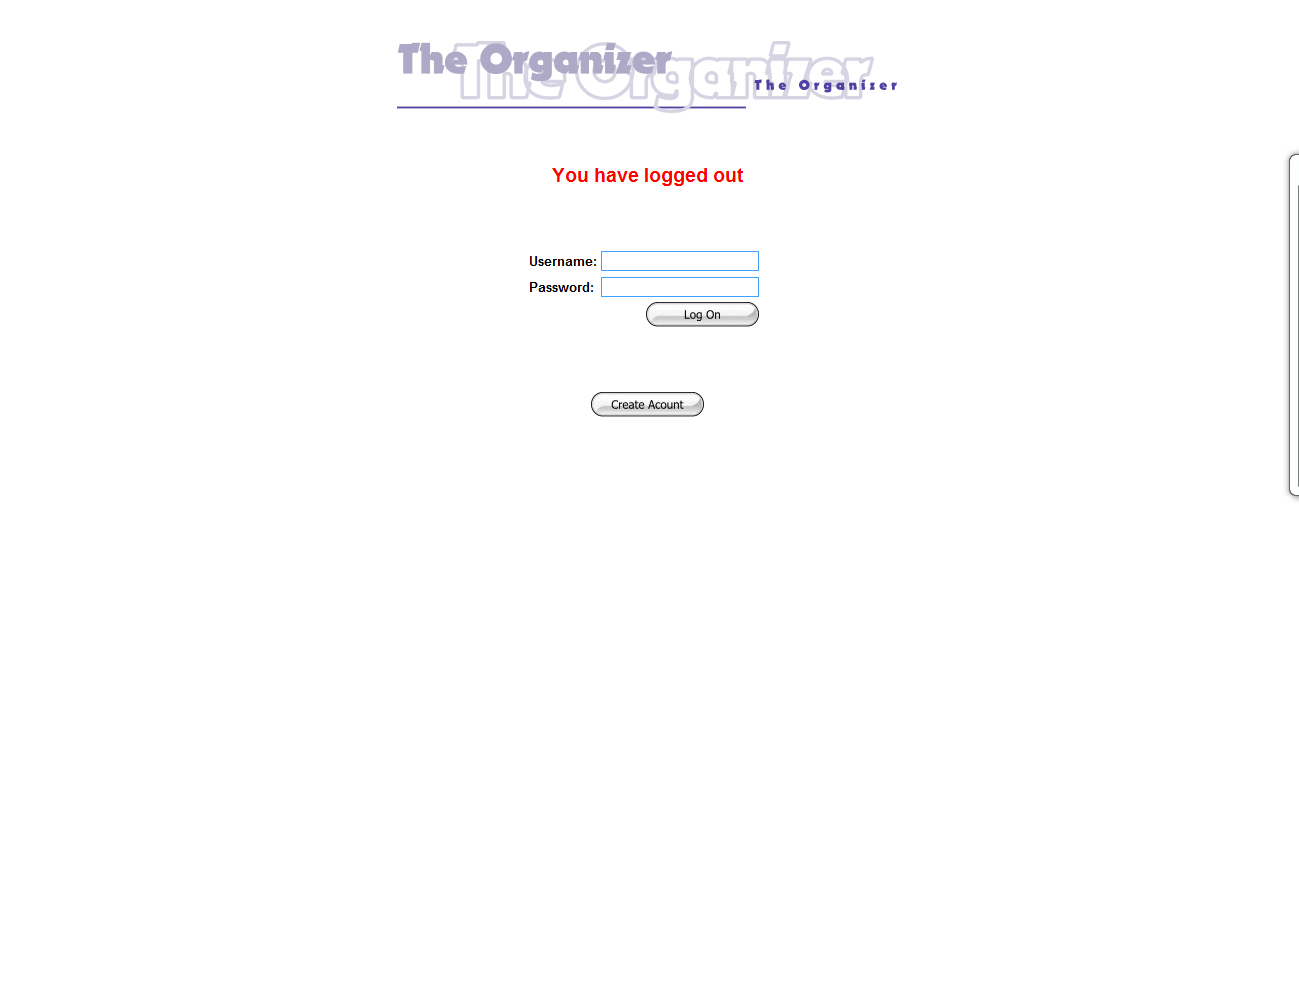 The Organizer
The Organizer
The Organizer
You have logged out
Username:
Password:
Log On
Create Acount